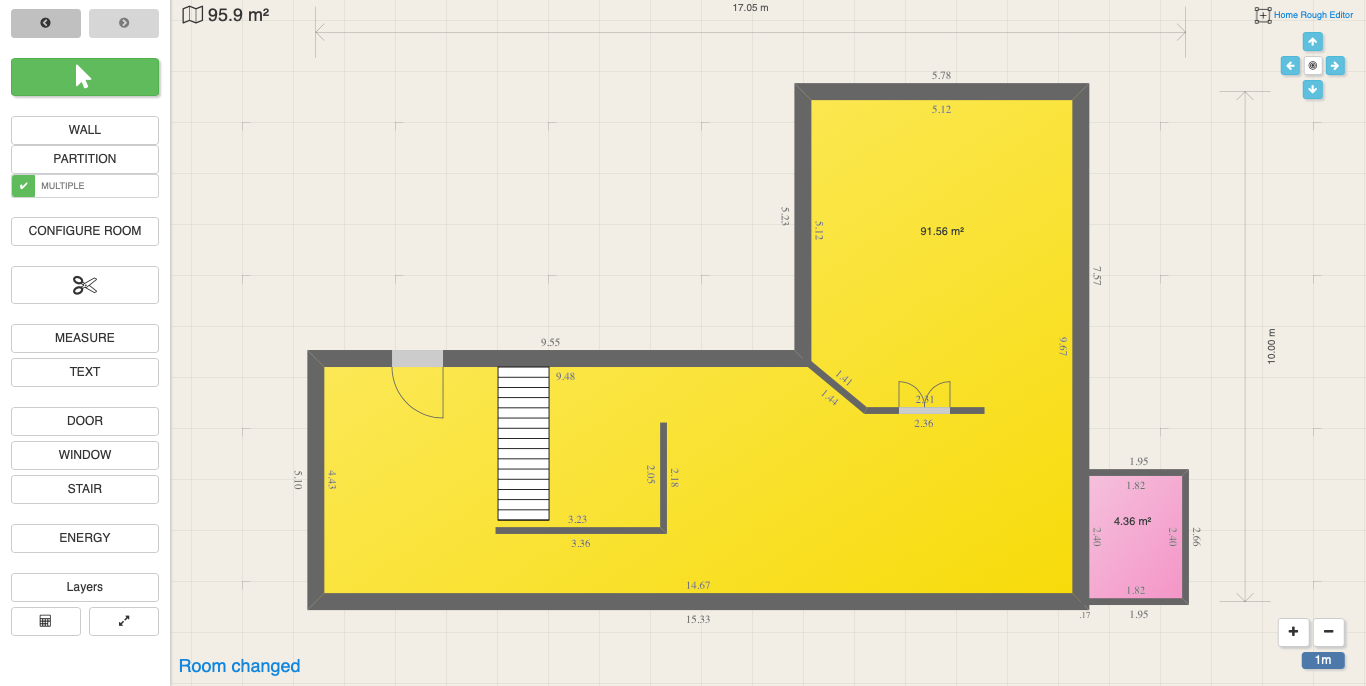 95.9 m²
17.05 m
Home Rough Editor
WALL
PARTITION
MULTIPLE
CONFIGURE ROOM
MEASURE
TEXT
DOOR
WINDOW
STAIR
ENERGY
Layers
5.78
5.12
5.23
5.12
91.56 m²
7.57
9.67
10.00 m
9.55
9.48
1.41
1.44
2.31
2.36
5.10
4.43
2.05
2.18
3.23
3.36
1.95
1.82
4.36 m²
2.40
2.40
2.66
1.82
1.95
14.67
15.33
.17
Room changed
+
−
1m